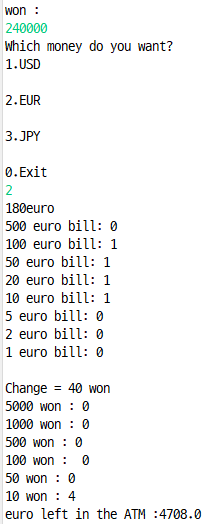 won :
240000
Which money do you want?
1.USD
2.EUR
3.JPY
0.Exit
2
180euro
500 euro bill: 0
100 euro bill: 1
50 euro bill: 1
20 euro bill: 1
10 euro bill: 1
5 euro bill: 0
2 euro bill: 0
1 euro bill: 0
Change = 40 won
5000 won : 0
1000 won : 0
500 won : 0
100 won :  0
50 won : 0
10 won : 4
euro left in the ATM :4708.0